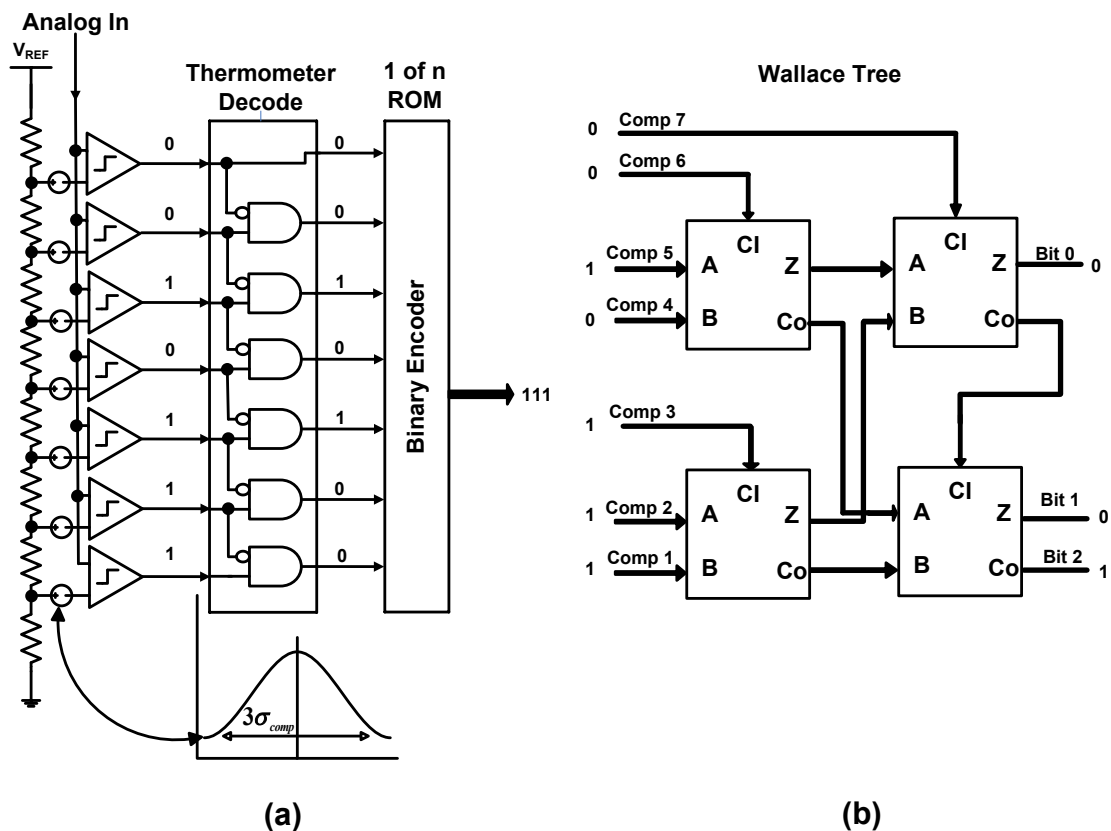 Analog In
V_REF
Thermometer
Decode
1 of n
ROM
0
0
1
0
1
1
1
0
0
1
0
1
0
0
Binary Encoder
111
3σ_comp
(a)
Wallace Tree
0 Comp 7
0 Comp 6
1 Comp 5
0 Comp 4
CI
A Z
B Co
CI
A Z
B Co
Bit 0 0
1 Comp 3
1 Comp 2
1 Comp 1
CI
A Z
B Co
CI
A Z
B Co
Bit 1 0
Bit 2 1
(b)